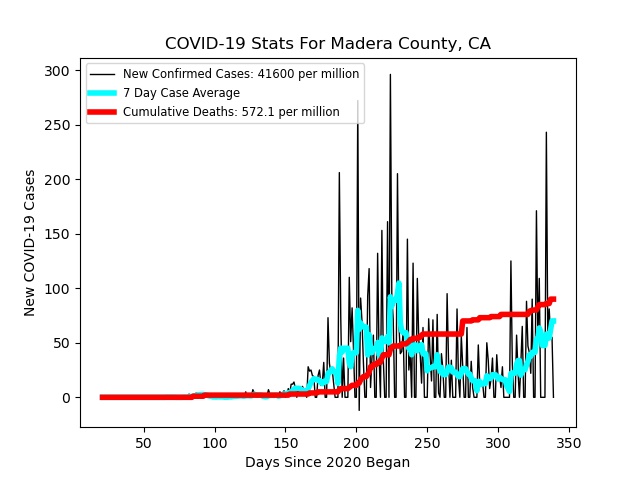 COVID-19 Stats For Madera County, CA
New Confirmed Cases: 41600 per million
7 Day Case Average
Cumulative Deaths: 572.1 per million
New COVID-19 Cases
300
250
200
150
100
50
0
50 100 150 200 250 300 350
Days Since 2020 Began